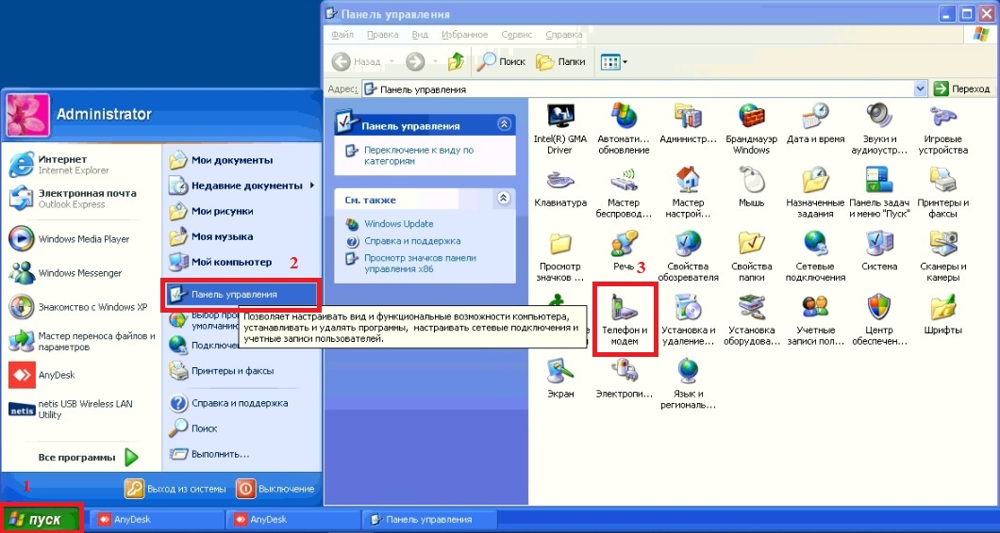 Панель управления
Файл Правка Вид Избранное Сервис Справка
Назад Поиск Папки
Адрес: Панель управления Переход
Панель управления
Переключение к виду по
категориям
См. также
Windows Update
Справка и поддержка
Просмотр значков панели
управления x86
Intel(R) GMA
Driver
Автомати...
обновление
Администр...
Брандмауэр
Windows
Дата и время
Звуки и
аудиоустр...
Игровые
устройства
Клавиатура
Мастер
беспровод...
Мастер
настрой...
Мышь
Назначенные
задания
Панель задач
и меню "Пуск"
Принтеры и
факсы
Просмотр
значков ...
Речь
3
Свойства
обозревателя
Свойства
папки
Сетевые
подключения
Система
Сканеры и
камеры
Телефон и
модем
Установка и
удаление...
Установка
оборудова...
Учетные
записи пол...
Центр
обеспечен...
Шрифты
Экран
Электропи...
Язык и
региональ...
Administrator
Интернет
Internet Explorer
Электронная почта
Outlook Express
Windows Media Player
Windows Messenger
Знакомство с Windows XP
Мастер переноса файлов и
параметров
AnyDesk
netis
netis USB Wireless LAN
Utility
Все программы
Мои документы
Недавние документы
Мои рисунки
Моя музыка
Мой компьютер
2
Панель управления
Выбор про
умолчанию
Подключен
Позволяет настраивать вид и функциональные возможности компьютера,
устанавливать и удалять программы, настраивать сетевые подключения и
учетные записи пользователей.
Принтеры и факсы
Справка и поддержка
Поиск
Выполнить...
1
Выход из системы Выключение
пуск AnyDesk AnyDesk Панель управления